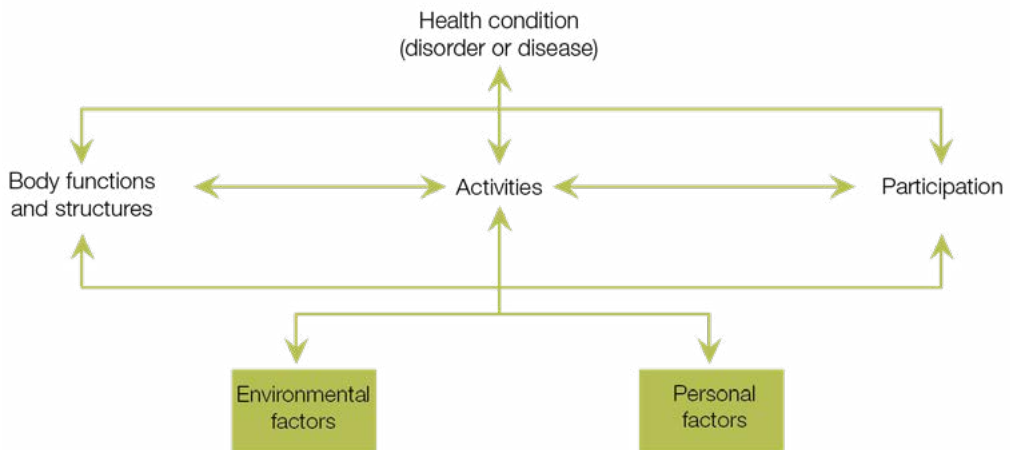 Health condition
(disorder or disease)
Body functions
and structures
Activities
Participation
Environmental
factors
Personal
factors